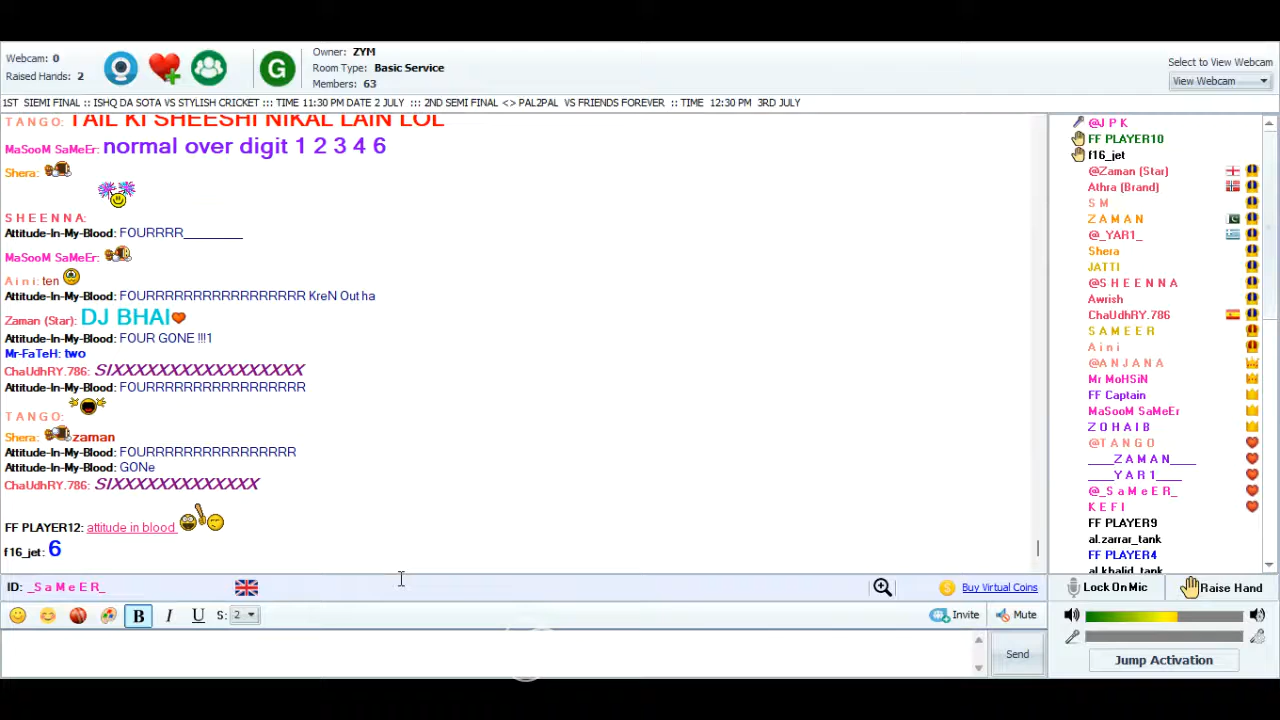 Webcam: 0
Raised Hands: 2
G
Owner: ZYM
Room Type: Basic Service
Members: 63
Select to View Webcam
View Webcam
1ST SIEMI FINAL :: ISHQ DA SOTA VS STYLISH CRICKET ::: TIME 11:30 PM DATE 2 JULY ::: 2ND SEMI FINAL <> PAL2PAL VS FRIENDS FOREVER :: TIME 12:30 PM 3RD JULY
T A N G O : TAIL KI SHEESHI NIKAL LAIN LOL
MaSooM SaMeEr: normal over digit 1 2 3 4 6
Shera:
S H E E N N A:
Attitude-In-My-Blood: FOURRRR________
MaSooM SaMeEr:
A i n i : ten
Attitude-In-My-Blood: FOURRRRRRRRRRRRRRRRR KreN Out ha
Zaman (Star): DJ BHAI
Attitude-In-My-Blood: FOUR GONE !!!1
Mr-FaTeH: two
ChaUdhRY.786: SIXXXXXXXXXXXXXXXXX
Attitude-In-My-Blood: FOURRRRRRRRRRRRRRRRR
T A N G O :
Shera: zaman
Attitude-In-My-Blood: FOURRRRRRRRRRRRRRRR
Attitude-In-My-Blood: GONe
ChaUdhRY.786: SIXXXXXXXXXXXXX
FF PLAYER12: attitude in blood
f16_jet: 6
@J P K
FF PLAYER10
f16_jet
@Zaman (Star)
Athra (Brand)
S M
Z A M A N
@_YAR1_
Shera
JATTI
@S H E E N N A
Awrish
ChaUdhRY.786
S A M E E R
A i n i
@A N J A N A
Mr MoHSiN
FF Captain
MaSooM SaMeEr
Z O H A I B
@T A N G O
____Z A M A N____
____Y A R 1____
@_S a M e E R_
K E F I
FF PLAYER9
al.zarrar_tank
FF PLAYER4
al.khalid_tank
ID: _S a M e E R_
Buy Virtual Coins
Lock On Mic
Raise Hand
B I U S: 2
Invite
Mute
Send
Jump Activation